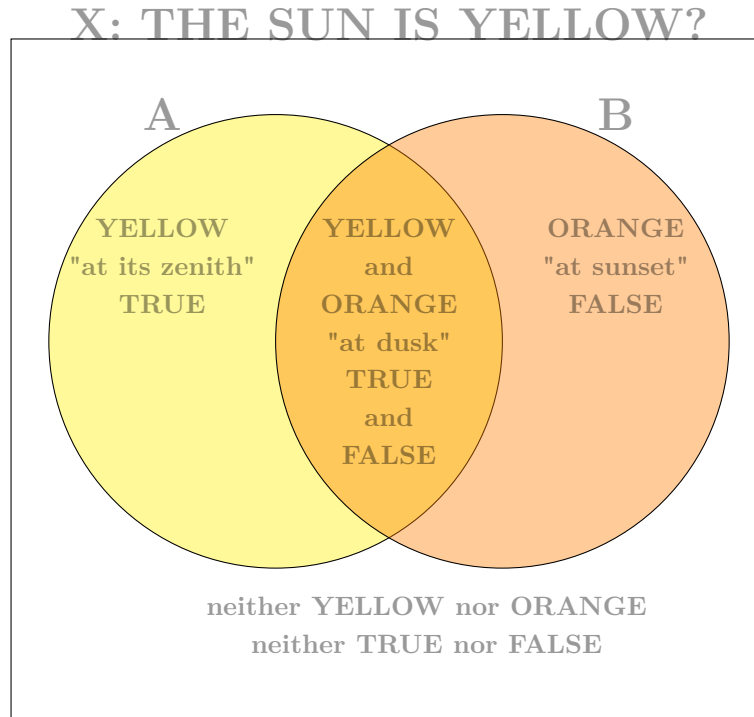 X: THE SUN IS YELLOW?
A
B
YELLOW
"at its zenith"
TRUE
YELLOW
and
ORANGE
"at dusk"
TRUE
and
FALSE
ORANGE
"at sunset"
FALSE
neither YELLOW nor ORANGE
neither TRUE nor FALSE